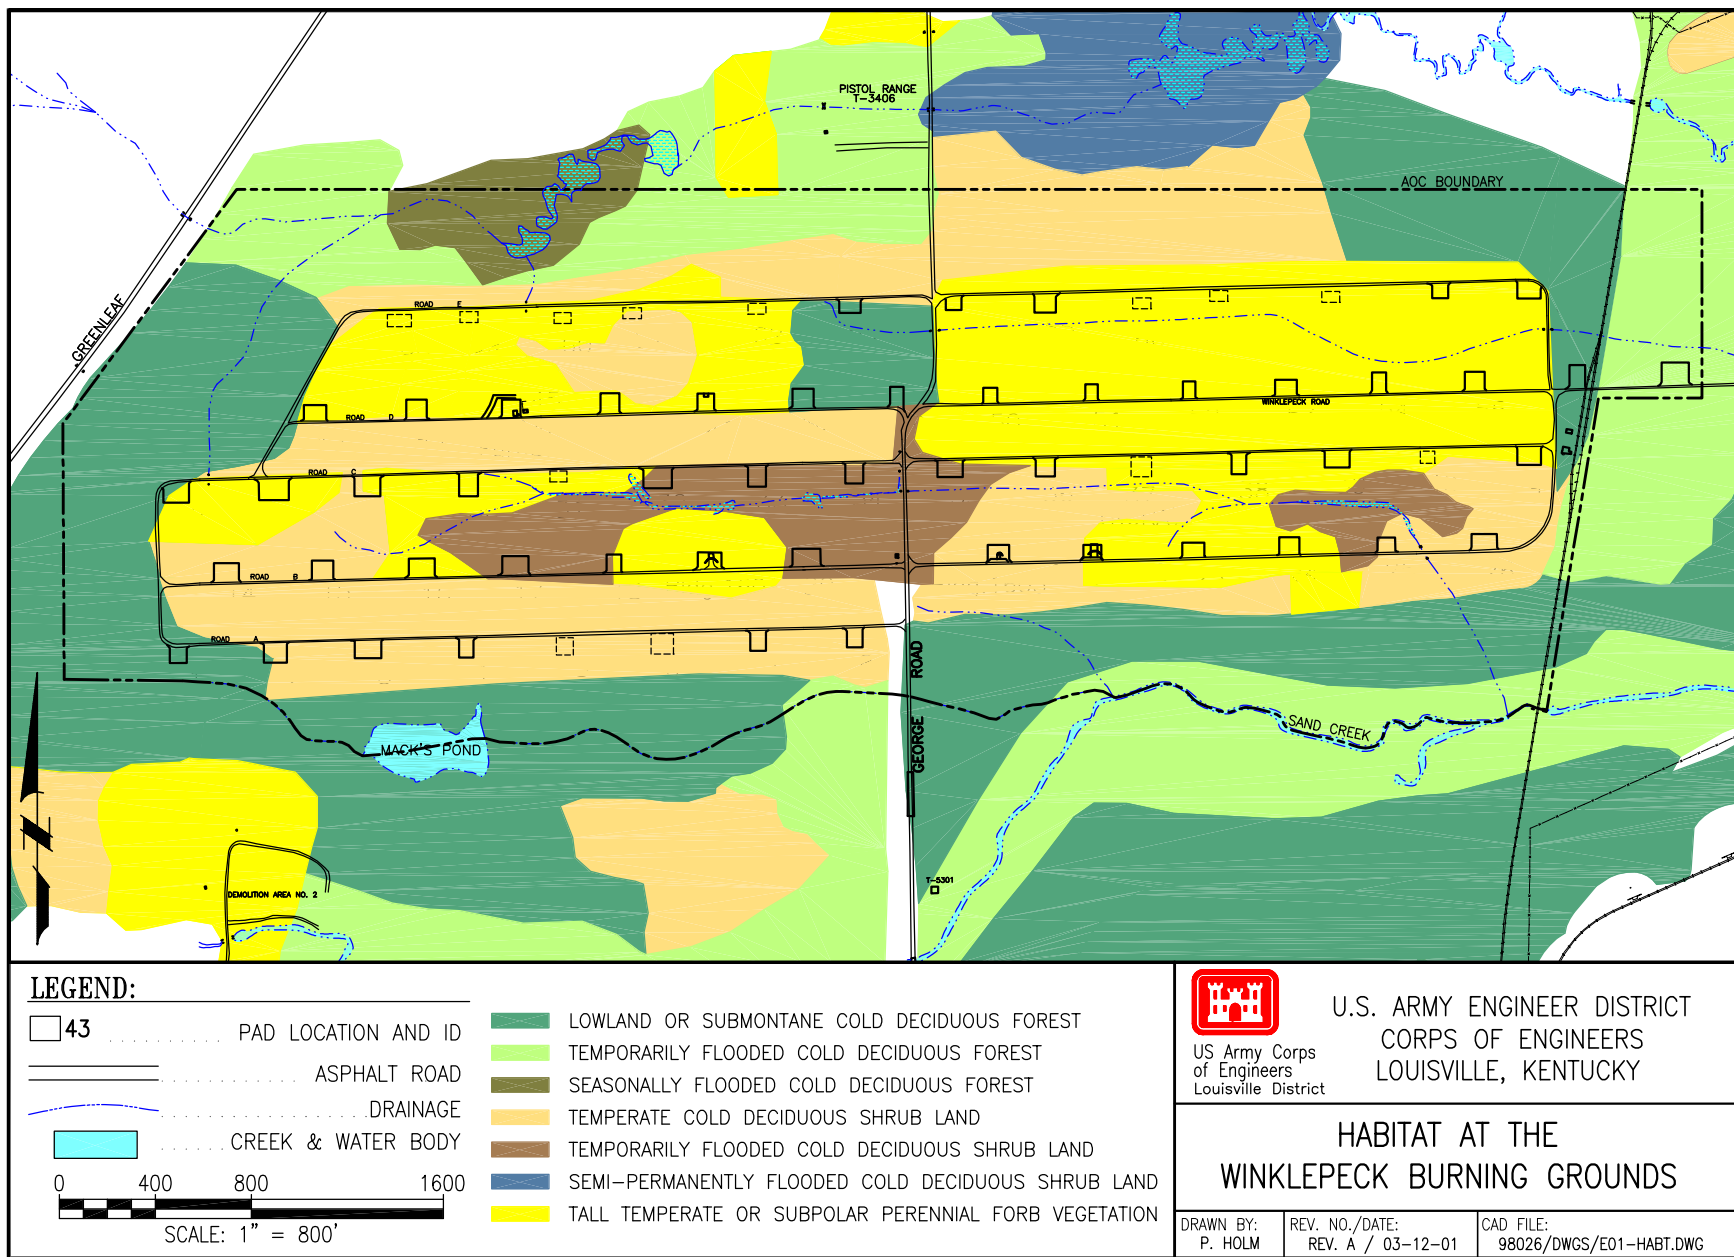 PISTOL RANGE
T-3406
AOC BOUNDARY
GREENLEAF
ROAD E
ROAD D
WINKLEPECK ROAD
ROAD C
ROAD B
ROAD A
GEORGE ROAD
MACK'S POND
SAND CREEK
T-5301
DEMOLITION AREA NO. 2
LEGEND:
43 PAD LOCATION AND ID
ASPHALT ROAD
DRAINAGE
CREEK & WATER BODY
0 400 800 1600
SCALE: 1" = 800'
LOWLAND OR SUBMONTANE COLD DECIDUOUS FOREST
TEMPORARILY FLOODED COLD DECIDUOUS FOREST
SEASONALLY FLOODED COLD DECIDUOUS FOREST
TEMPERATE COLD DECIDUOUS SHRUB LAND
TEMPORARILY FLOODED COLD DECIDUOUS SHRUB LAND
SEMI-PERMANENTLY FLOODED COLD DECIDUOUS SHRUB LAND
TALL TEMPERATE OR SUBPOLAR PERENNIAL FORB VEGETATION
US Army Corps
of Engineers
Louisville District
U.S. ARMY ENGINEER DISTRICT
CORPS OF ENGINEERS
LOUISVILLE, KENTUCKY
HABITAT AT THE
WINKLEPECK BURNING GROUNDS
DRAWN BY:
P. HOLM
REV. NO./DATE:
REV. A / 03-12-01
CAD FILE:
98026/DWGS/E01-HABT.DWG